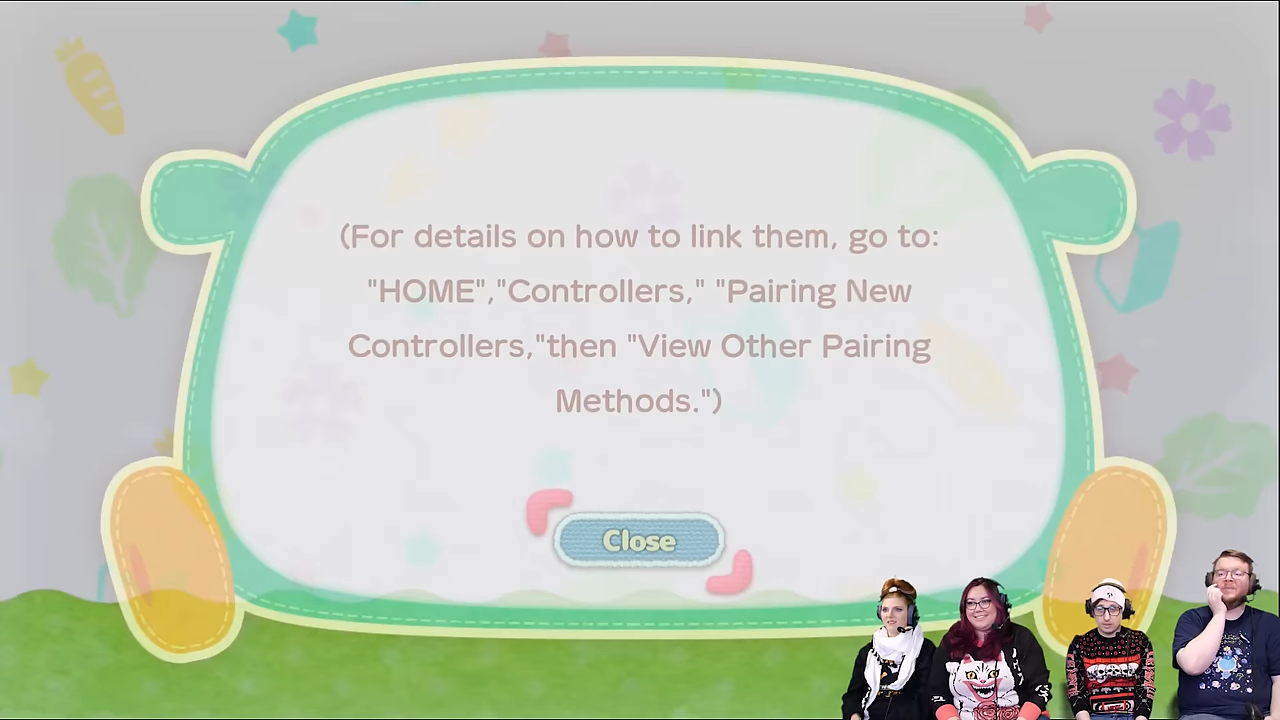 (For details on how to link them, go to:
"HOME","Controllers," "Pairing New
Controllers,"then "View Other Pairing
Methods.")
Close